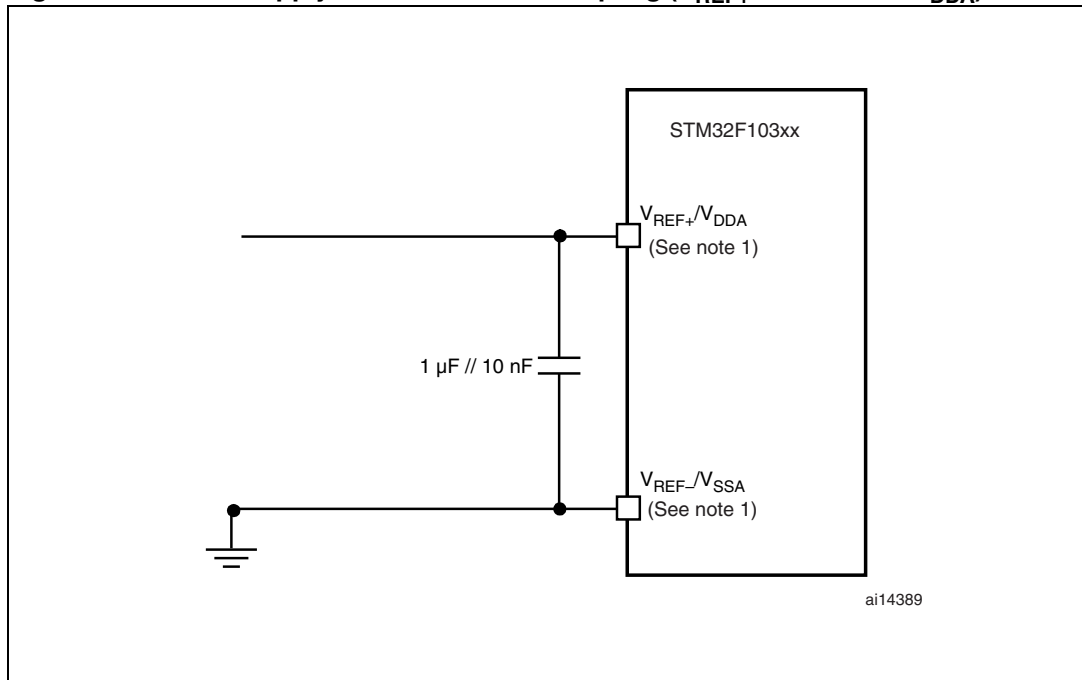 STM32F103xx
VREF+/VDDA
(See note 1)
1 µF // 10 nF
VREF–/VSSA
(See note 1)
ai14389